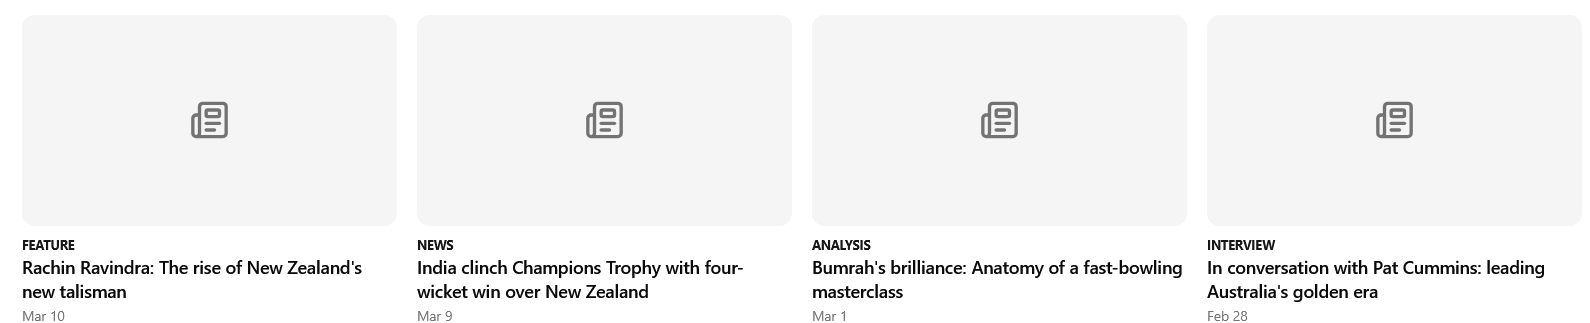 FEATURE
Rachin Ravindra: The rise of New Zealand's
new talisman
Mar 10
NEWS
India clinch Champions Trophy with four-
wicket win over New Zealand
Mar 9
ANALYSIS
Bumrah's brilliance: Anatomy of a fast-bowling
masterclass
Mar 1
INTERVIEW
In conversation with Pat Cummins: leading
Australia's golden era
Feb 28